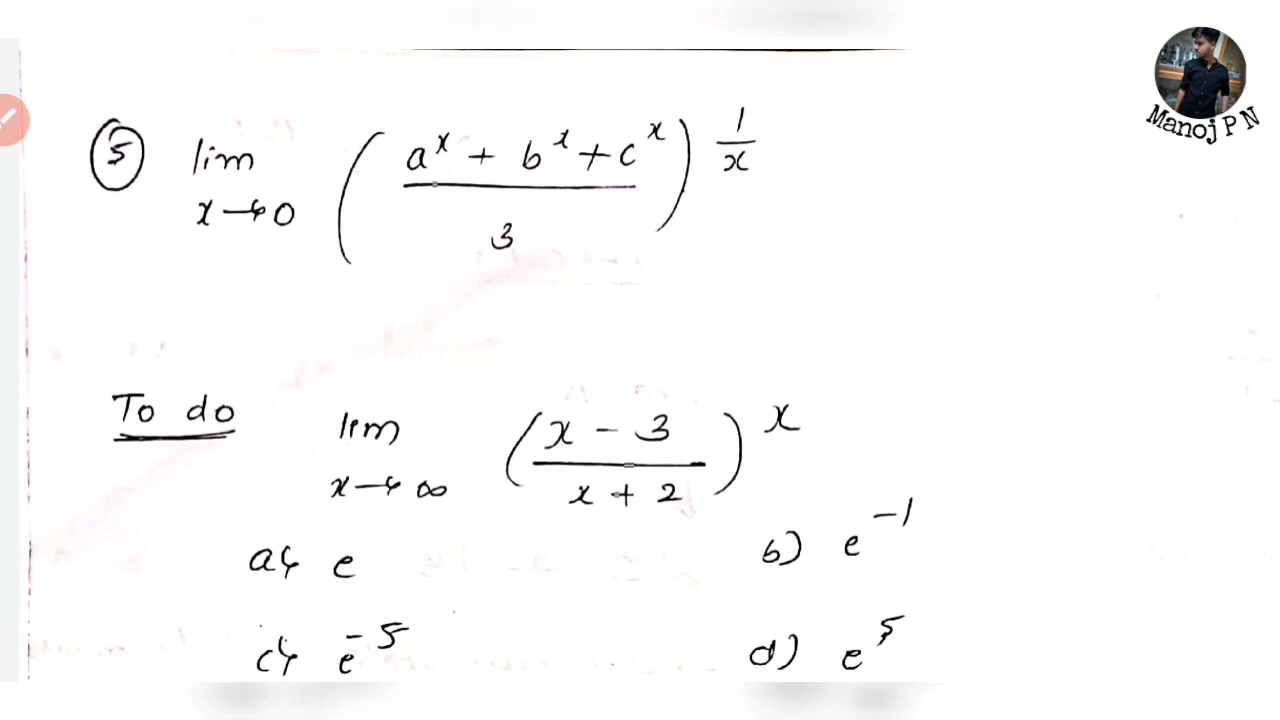 Manoj P N
⑤ lim x→0 ( (a^x + b^x + c^x) / 3 )^(1/x)
To do lim x→∞ ( (x - 3) / (x + 2) )^x
a) e b) e^-1
c) e^-5 d) e^5